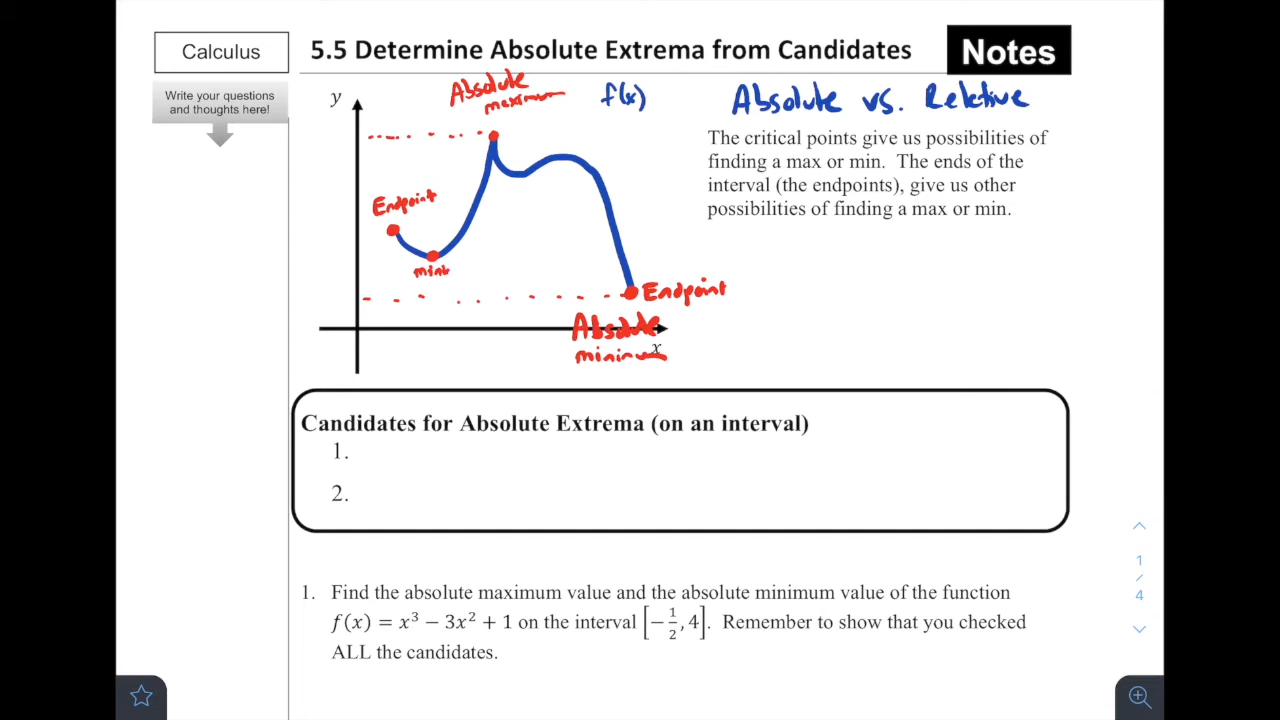 Calculus
5.5 Determine Absolute Extrema from Candidates
Notes
Write your questions
and thoughts here!
y
Absolute
maximum
f(x)
Absolute vs. Relative
The critical points give us possibilities of
finding a max or min. The ends of the
interval (the endpoints), give us other
possibilities of finding a max or min.
Endpoint
Endpoint
Absolute
minimum
x
Candidates for Absolute Extrema (on an interval)
1.
2.
1. Find the absolute maximum value and the absolute minimum value of the function
f(x) = x³ − 3x² + 1 on the interval [−1/2, 4]. Remember to show that you checked
ALL the candidates.
1
/
4